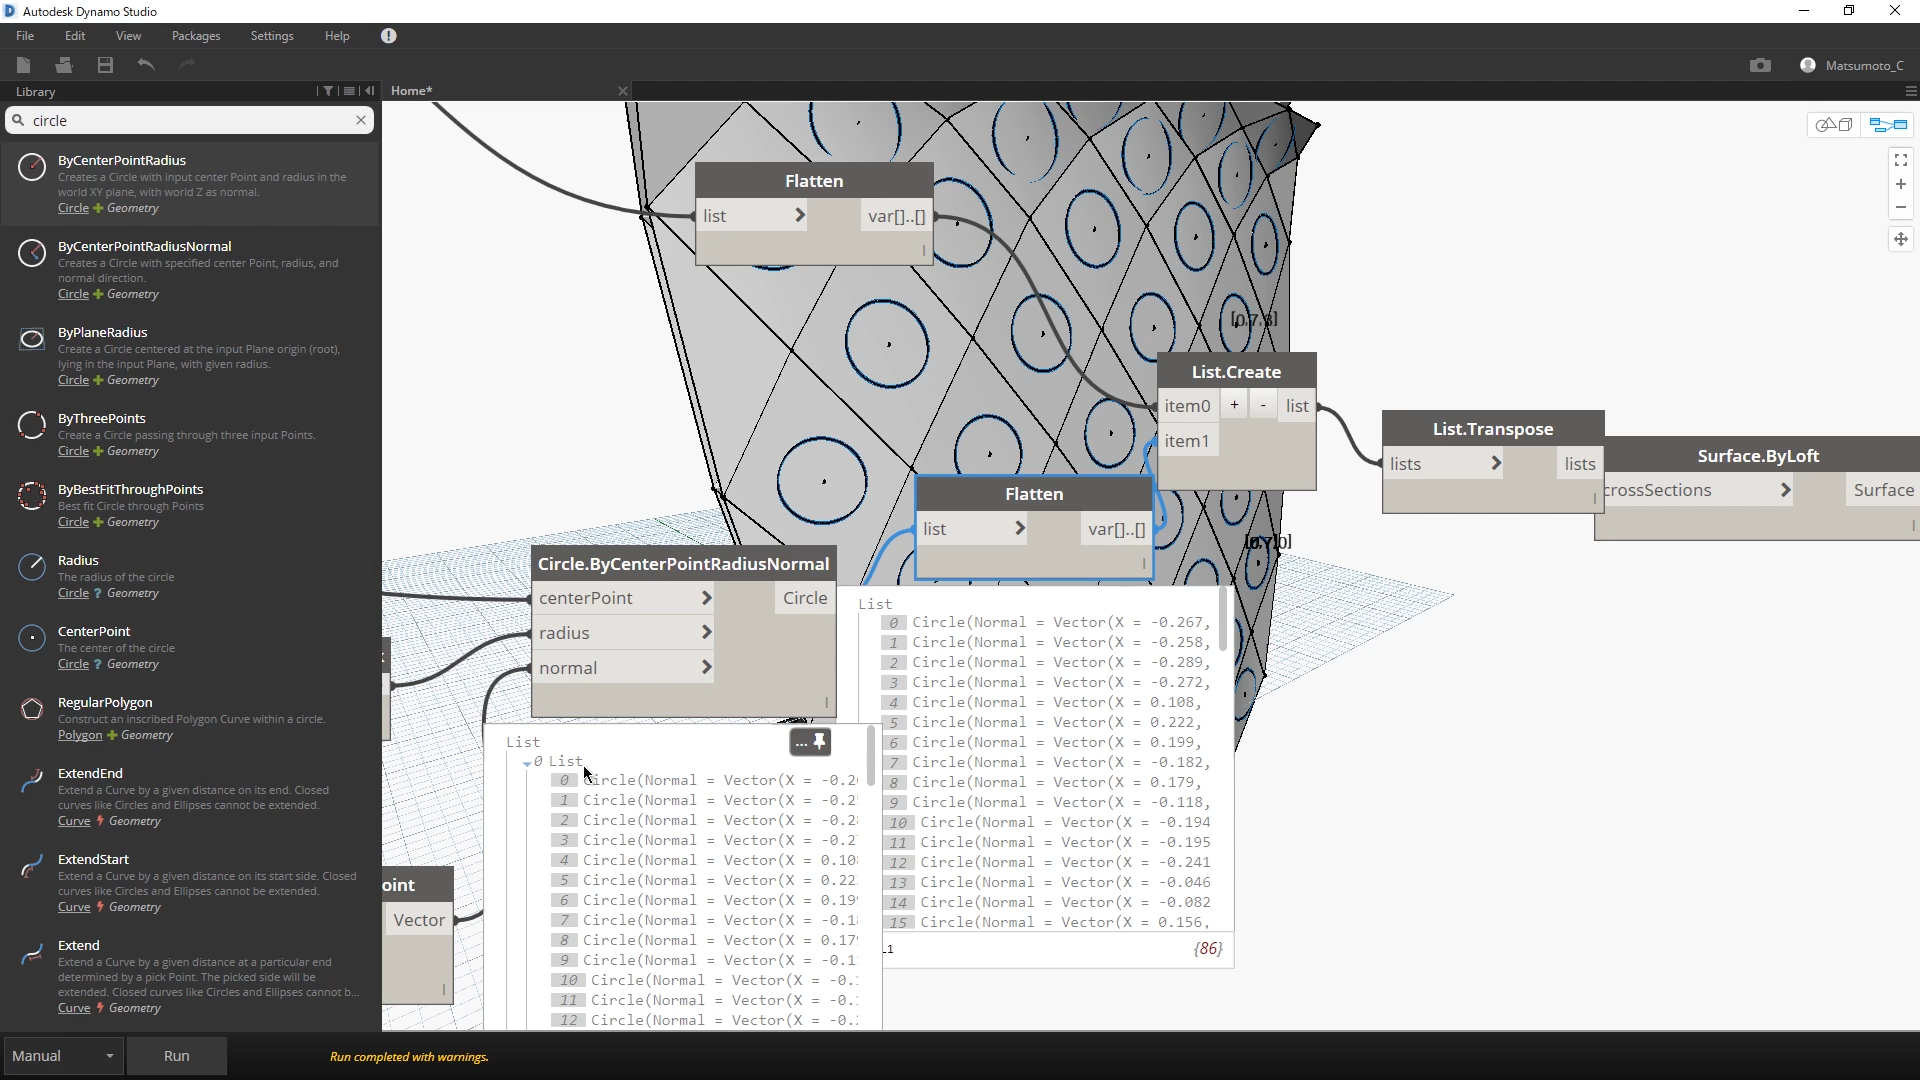 Autodesk Dynamo Studio
File Edit View Packages Settings Help
Matsumoto_C
Library
Home*
circle
ByCenterPointRadius
Creates a Circle with input center Point and radius in the
world XY plane, with world Z as normal.
Circle Geometry
ByCenterPointRadiusNormal
Creates a Circle with specified center Point, radius, and
normal direction.
Circle Geometry
ByPlaneRadius
Create a Circle centered at the input Plane origin (root),
lying in the input Plane, with given radius.
Circle Geometry
ByThreePoints
Create a Circle passing through three input Points.
Circle Geometry
ByBestFitThroughPoints
Best fit Circle through Points
Circle Geometry
Radius
The radius of the circle
Circle ? Geometry
CenterPoint
The center of the circle
Circle ? Geometry
RegularPolygon
Construct an inscribed Polygon Curve within a circle.
Polygon Geometry
ExtendEnd
Extend a Curve by a given distance on its end. Closed
curves like Circles and Ellipses cannot be extended.
Curve Geometry
ExtendStart
Extend a Curve by a given distance on its start side. Closed
curves like Circles and Ellipses cannot be extended.
Curve Geometry
Extend
Extend a Curve by a given distance at a particular end
determined by a pick Point. The picked side will be
extended. Closed curves like Circles and Ellipses cannot b...
Curve Geometry
Flatten
list > var[]..[]
List.Create
item0 + - list
item1
List.Transpose
lists > lists
Surface.ByLoft
crossSections > Surface
Flatten
list > var[]..[]
Circle.ByCenterPointRadiusNormal
centerPoint > Circle
radius >
normal >
oint
Vector
List
0 Circle(Normal = Vector(X = -0.267,
1 Circle(Normal = Vector(X = -0.258,
2 Circle(Normal = Vector(X = -0.289,
3 Circle(Normal = Vector(X = -0.272,
4 Circle(Normal = Vector(X = 0.108,
5 Circle(Normal = Vector(X = 0.222,
6 Circle(Normal = Vector(X = 0.199,
7 Circle(Normal = Vector(X = -0.182,
8 Circle(Normal = Vector(X = 0.179,
9 Circle(Normal = Vector(X = -0.118,
10 Circle(Normal = Vector(X = -0.194
11 Circle(Normal = Vector(X = -0.195
12 Circle(Normal = Vector(X = -0.241
13 Circle(Normal = Vector(X = -0.046
14 Circle(Normal = Vector(X = -0.082
15 Circle(Normal = Vector(X = 0.156,
L1 {86}
List
0 List
0 Circle(Normal = Vector(X = -0.2
1 Circle(Normal = Vector(X = -0.2
2 Circle(Normal = Vector(X = -0.2
3 Circle(Normal = Vector(X = -0.2
4 Circle(Normal = Vector(X = 0.10
5 Circle(Normal = Vector(X = 0.22
6 Circle(Normal = Vector(X = 0.19
7 Circle(Normal = Vector(X = -0.1
8 Circle(Normal = Vector(X = 0.17
9 Circle(Normal = Vector(X = -0.1
10 Circle(Normal = Vector(X = -0.
11 Circle(Normal = Vector(X = -0.
12 Circle(Normal = Vector(X = -0.
Manual
Run
Run completed with warnings.